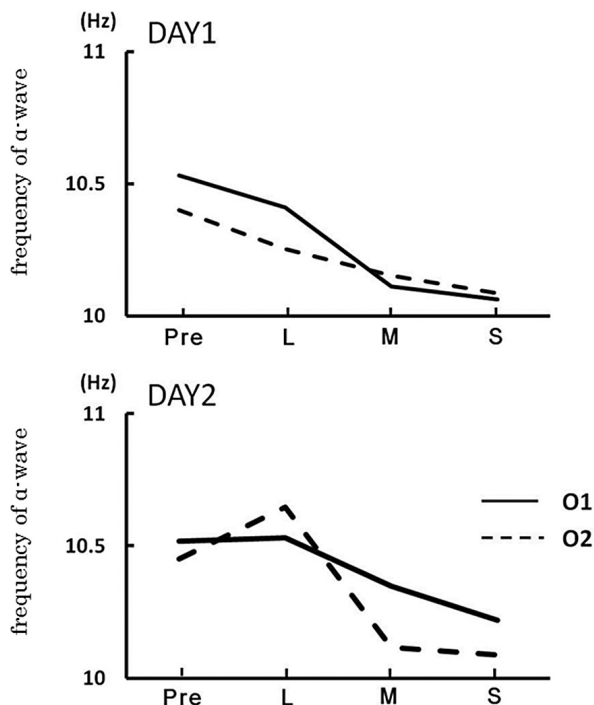 (Hz)
DAY1
11
10.5
10
frequency of α-wave
Pre L M S
(Hz)
DAY2
11
10.5
10
frequency of α-wave
Pre L M S
O1
O2